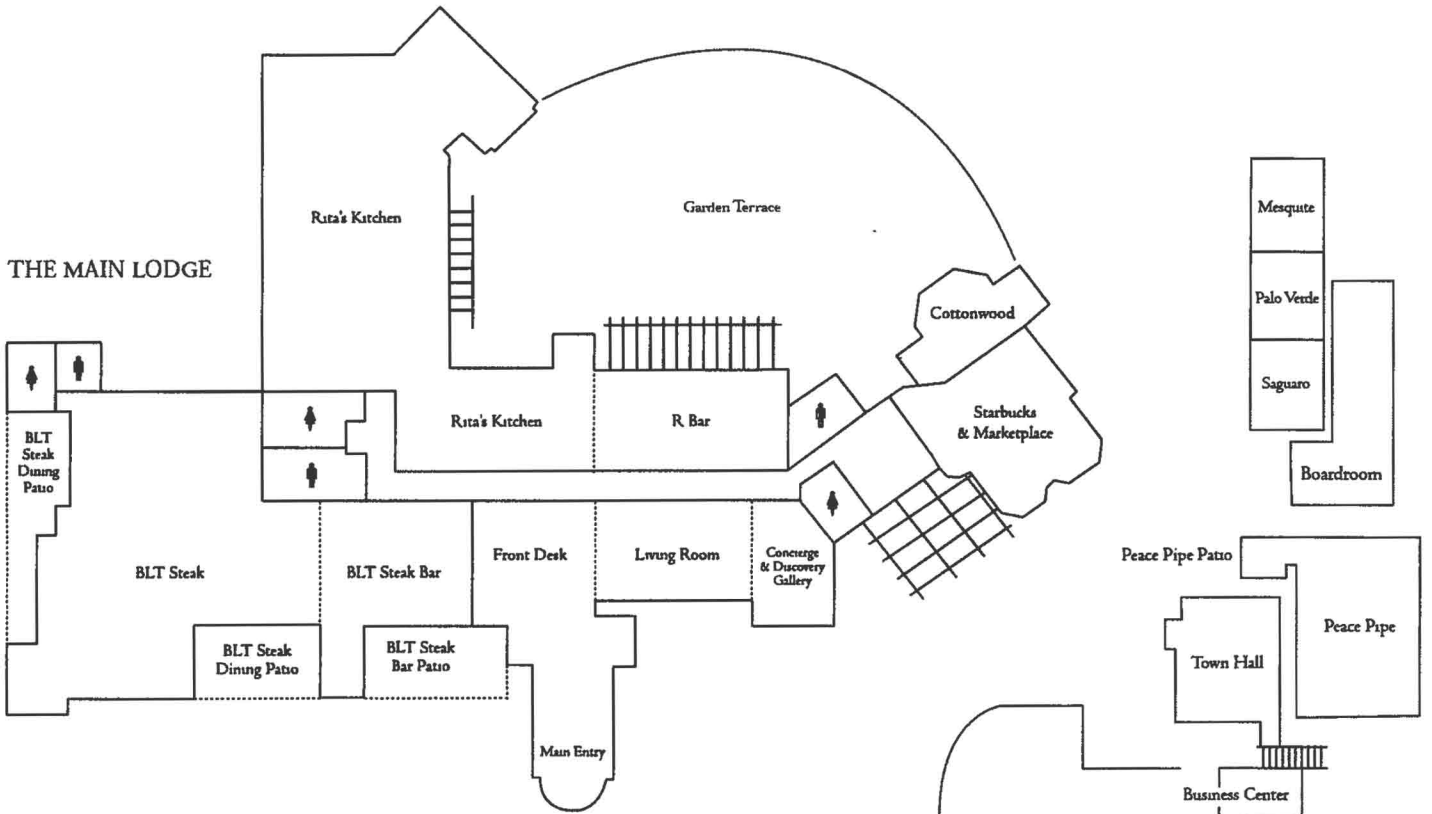 THE MAIN LODGE
Rita's Kitchen
Garden Terrace
Cottonwood
Starbucks
& Marketplace
Rita's Kitchen
R Bar
BLT
Steak
Dining
Patio
BLT Steak
BLT Steak Bar
Front Desk
Living Room
Concierge
& Discovery
Gallery
BLT Steak
Dining Patio
BLT Steak
Bar Patio
Main Entry
Mesquite
Palo Verde
Saguaro
Boardroom
Peace Pipe Patio
Peace Pipe
Town Hall
Business Center